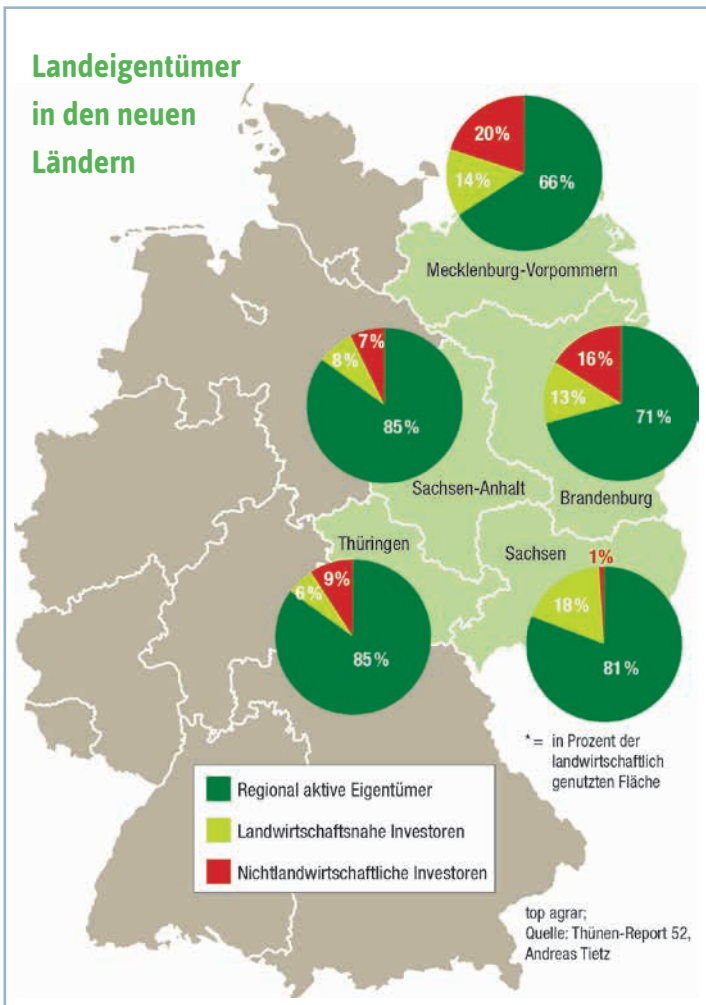 Landeigentümer
in den neuen
Ländern
20%
14%
66%
Mecklenburg-Vorpommern
7%
8%
85%
Sachsen-Anhalt
16%
13%
71%
Brandenburg
Thüringen
9%
6%
85%
Sachsen
1%
18%
81%
* = in Prozent der
landwirtschaftlich
genutzten Fläche
Regional aktive Eigentümer
Landwirtschaftsnahe Investoren
Nichtlandwirtschaftliche Investoren
top agrar;
Quelle: Thünen-Report 52,
Andreas Tietz